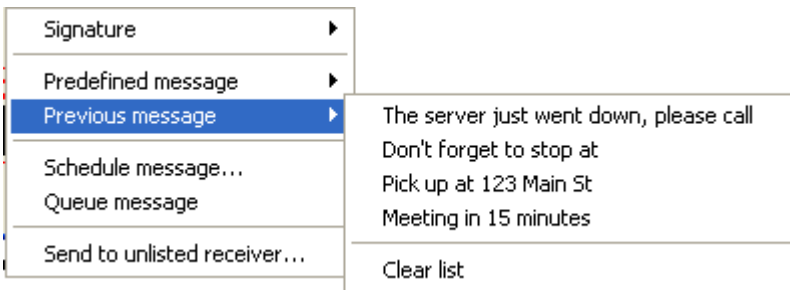 Signature
Predefined message
Previous message
Schedule message...
Queue message
Send to unlisted receiver...
The server just went down, please call
Don't forget to stop at
Pick up at 123 Main St
Meeting in 15 minutes
Clear list